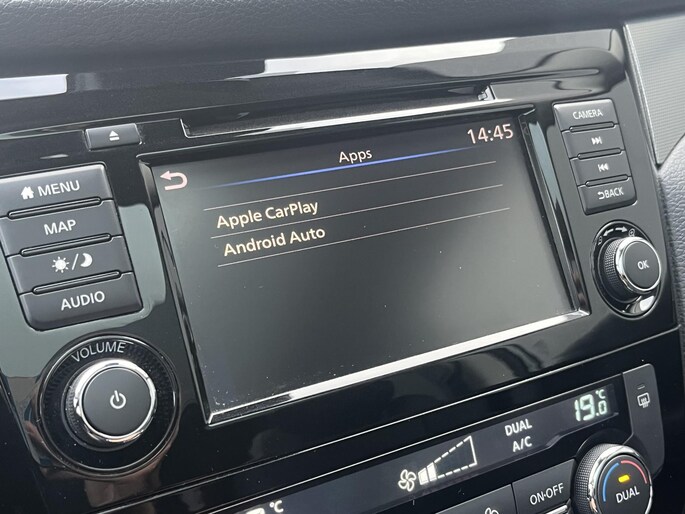 Apps
14:45
Apple CarPlay
Android Auto
MENU
MAP
AUDIO
VOLUME
CAMERA
BACK
OK
DUAL
A/C
19.0
°C
°C
ON·OFF
DUAL